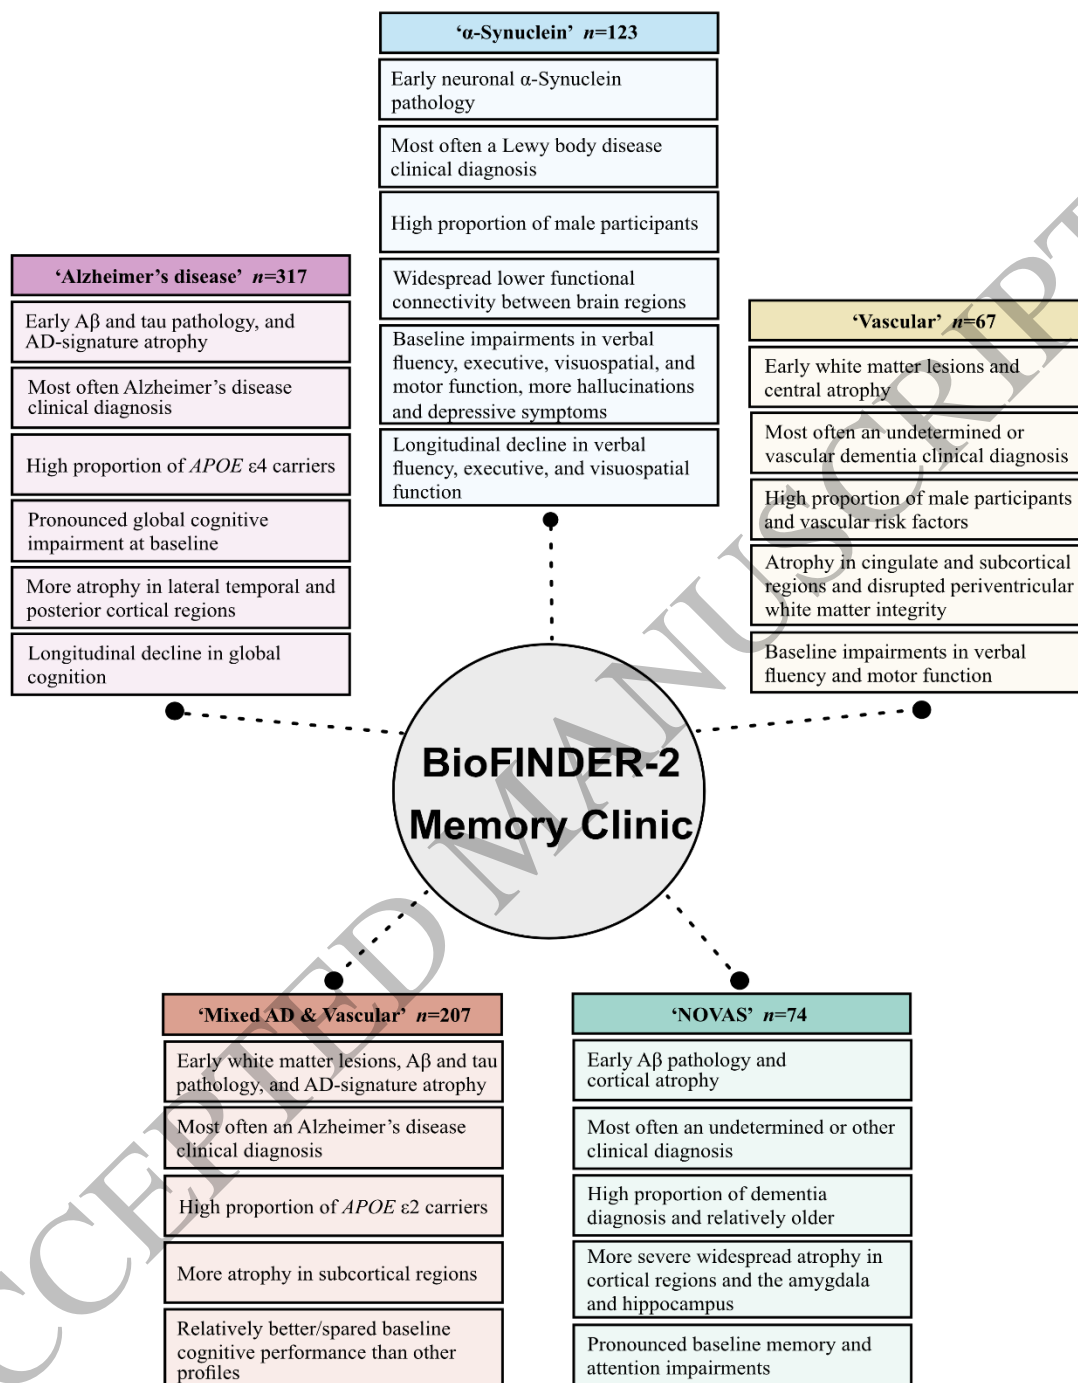 ‘α-Synuclein’ n=123
Early neuronal α-Synuclein
pathology
Most often a Lewy body disease
clinical diagnosis
High proportion of male participants
Widespread lower functional
connectivity between brain regions
Baseline impairments in verbal
fluency, executive, visuospatial, and
motor function, more hallucinations
and depressive symptoms
Longitudinal decline in verbal
fluency, executive, and visuospatial
function
‘Alzheimer’s disease’ n=317
Early Aβ and tau pathology, and
AD-signature atrophy
Most often Alzheimer’s disease
clinical diagnosis
High proportion of APOE ε4 carriers
Pronounced global cognitive
impairment at baseline
More atrophy in lateral temporal and
posterior cortical regions
Longitudinal decline in global
cognition
‘Vascular’ n=67
Early white matter lesions and
central atrophy
Most often an undetermined or
vascular dementia clinical diagnosis
High proportion of male participants
and vascular risk factors
Atrophy in cingulate and subcortical
regions and disrupted periventricular
white matter integrity
Baseline impairments in verbal
fluency and motor function
BioFINDER-2
Memory Clinic
‘Mixed AD & Vascular’ n=207
Early white matter lesions, Aβ and tau
pathology, and AD-signature atrophy
Most often an Alzheimer’s disease
clinical diagnosis
High proportion of APOE ε2 carriers
More atrophy in subcortical regions
Relatively better/spared baseline
cognitive performance than other
profiles
‘NOVAS’ n=74
Early Aβ pathology and
cortical atrophy
Most often an undetermined or other
clinical diagnosis
High proportion of dementia
diagnosis and relatively older
More severe widespread atrophy in
cortical regions and the amygdala
and hippocampus
Pronounced baseline memory and
attention impairments
CCEPTED MANUSCRIPT